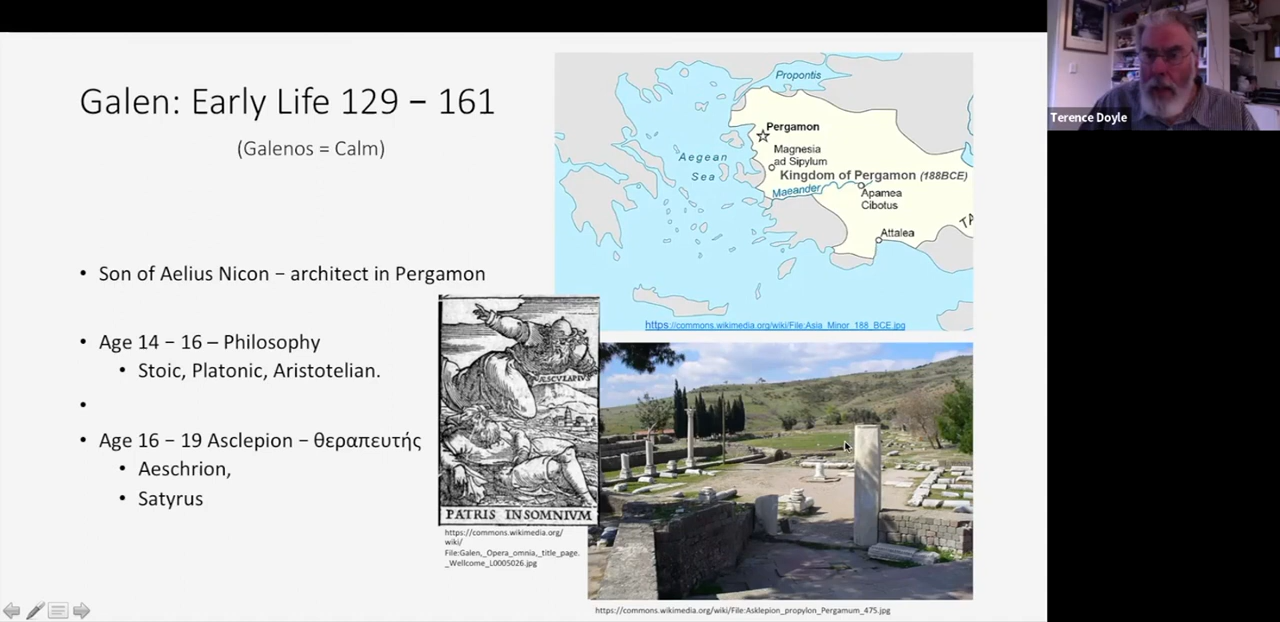 Galen: Early Life 129 – 161
(Galenos = Calm)
• Son of Aelius Nicon – architect in Pergamon
• Age 14 – 16 – Philosophy
• Stoic, Platonic, Aristotelian.
•
• Age 16 – 19 Asclepion – θεραπευτής
• Aeschrion,
• Satyrus
Propontis
Pergamon
Magnesia
ad Sipylum
Aegean
Sea
Kingdom of Pergamon (188BCE)
Maeander
Apamea
Cibotus
Attalea
TA
https://commons.wikimedia.org/wiki/File:Asia_Minor_188_BCE.jpg
ÆSCVLAPIVS
PATRIS INSOMNIVM
https://commons.wikimedia.org/
wiki/
File:Galen,_Opera_omnia,_title_page.
_Wellcome_L0005026.jpg
https://commons.wikimedia.org/wiki/File:Asklepion_propylon_Pergamum_475.jpg
Terence Doyle